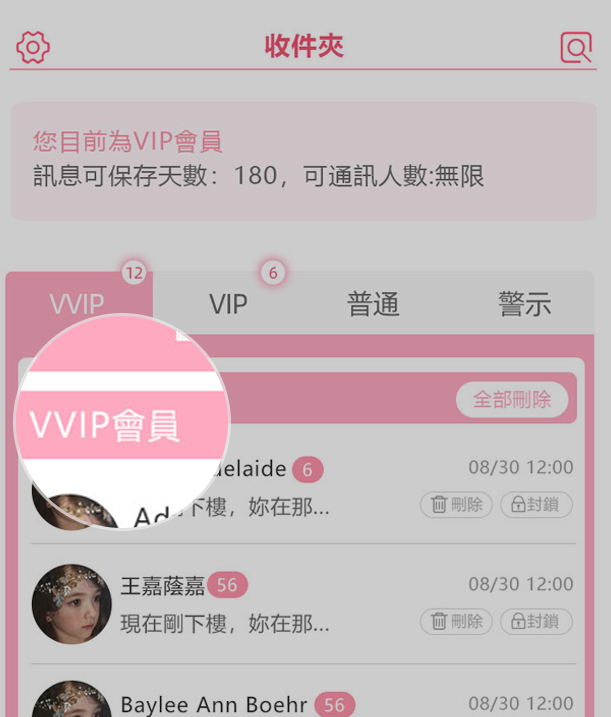 收件夾
您目前為VIP會員
訊息可保存天數：180，可通訊人數:無限
12
6
VVIP
VIP
普通
警示
VVIP會員
全部刪除
delaide 6
08/30 12:00
Ad
下樓，妳在那...
刪除
封鎖
王嘉蔭嘉 56
08/30 12:00
現在剛下樓，妳在那...
刪除
封鎖
Baylee Ann Boehr 56
08/30 12:00